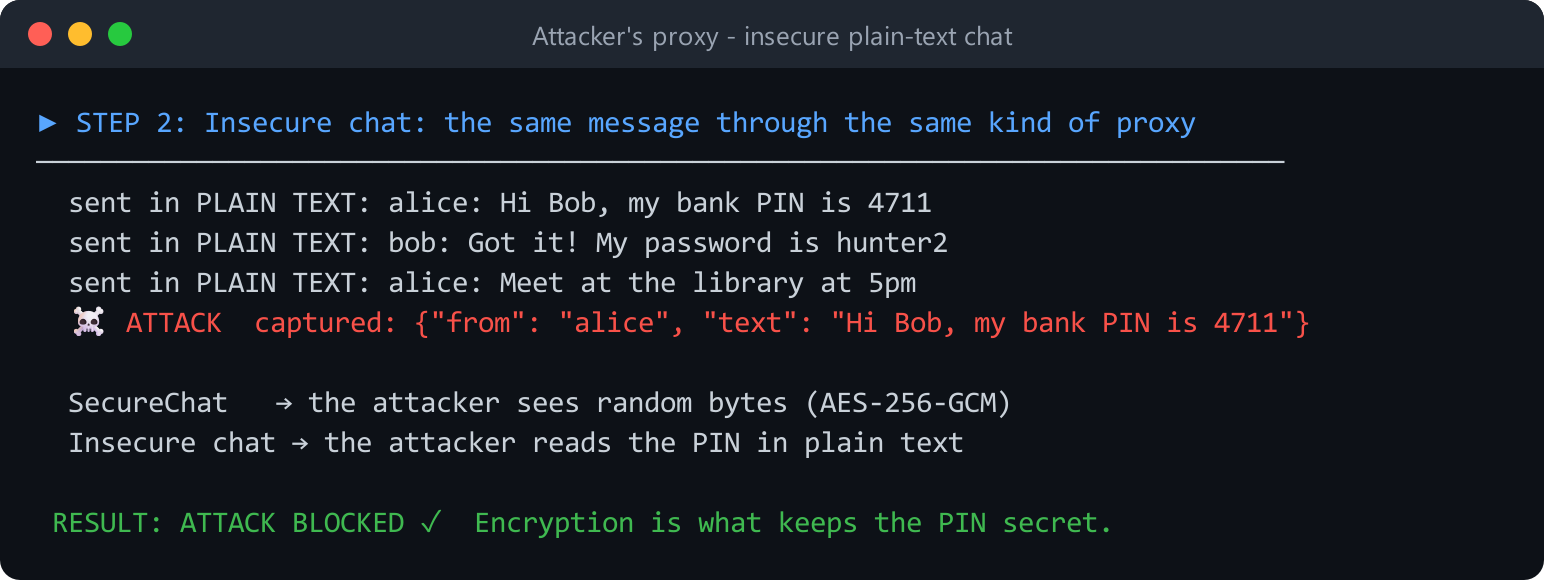 Attacker's proxy - insecure plain-text chat
▶ STEP 2: Insecure chat: the same message through the same kind of proxy
sent in PLAIN TEXT: alice: Hi Bob, my bank PIN is 4711
sent in PLAIN TEXT: bob: Got it! My password is hunter2
sent in PLAIN TEXT: alice: Meet at the library at 5pm
☠ ATTACK  captured: {"from": "alice", "text": "Hi Bob, my bank PIN is 4711"}
SecureChat   → the attacker sees random bytes (AES-256-GCM)
Insecure chat → the attacker reads the PIN in plain text
RESULT: ATTACK BLOCKED ✓  Encryption is what keeps the PIN secret.